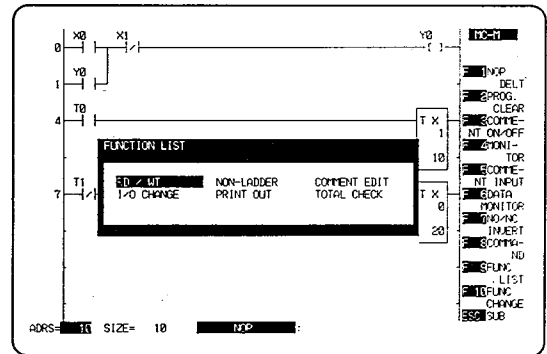 X0 X1 Y0 MC-M
0
Y0
1
F 1 NOP
DELT
F 2 PROG.
CLEAR
T0
4 T X
1
10
F 3 COMME-
NT ON/OFF
F 4 MONI-
TOR
F 5 COMME-
NT INPUT
FUNCTION LIST
RD / WT NON-LADDER COMMENT EDIT
I/O CHANGE PRINT OUT TOTAL CHECK
T1
7 T X
0
20
F 6 DATA
MONITOR
F 7 NO/NC
INVERT
F 8 COMMA-
ND
F 9 FUNC
. LIST
F 10 FUNC
CHANGE
ESC SUB
ADRS= 10 SIZE= 10 NOP :